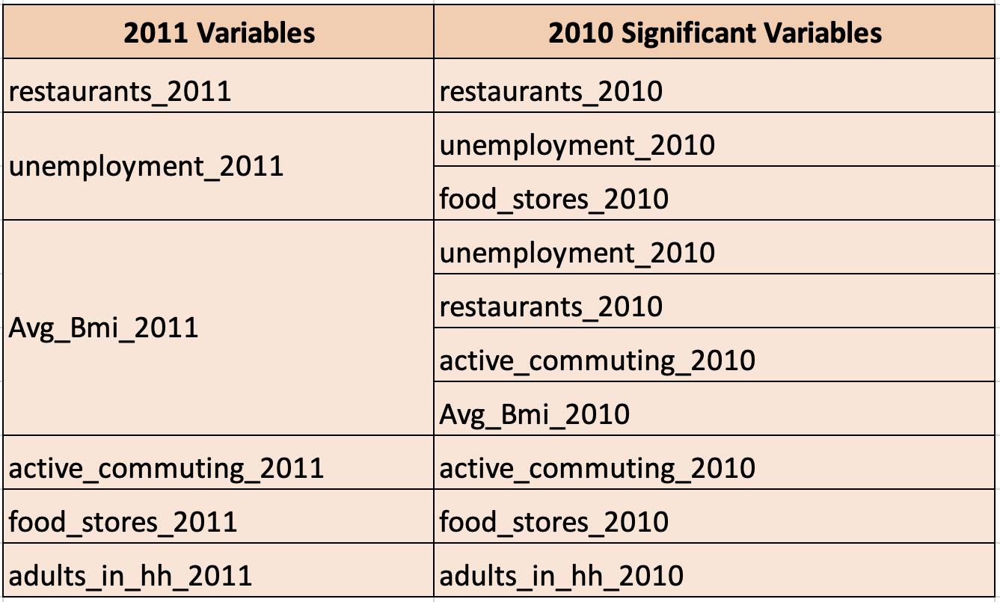 2011 Variables 2010 Significant Variables
restaurants_2011 restaurants_2010
unemployment_2011 unemployment_2010
food_stores_2010
Avg_Bmi_2011 unemployment_2010
restaurants_2010
active_commuting_2010
Avg_Bmi_2010
active_commuting_2011 active_commuting_2010
food_stores_2011 food_stores_2010
adults_in_hh_2011 adults_in_hh_2010